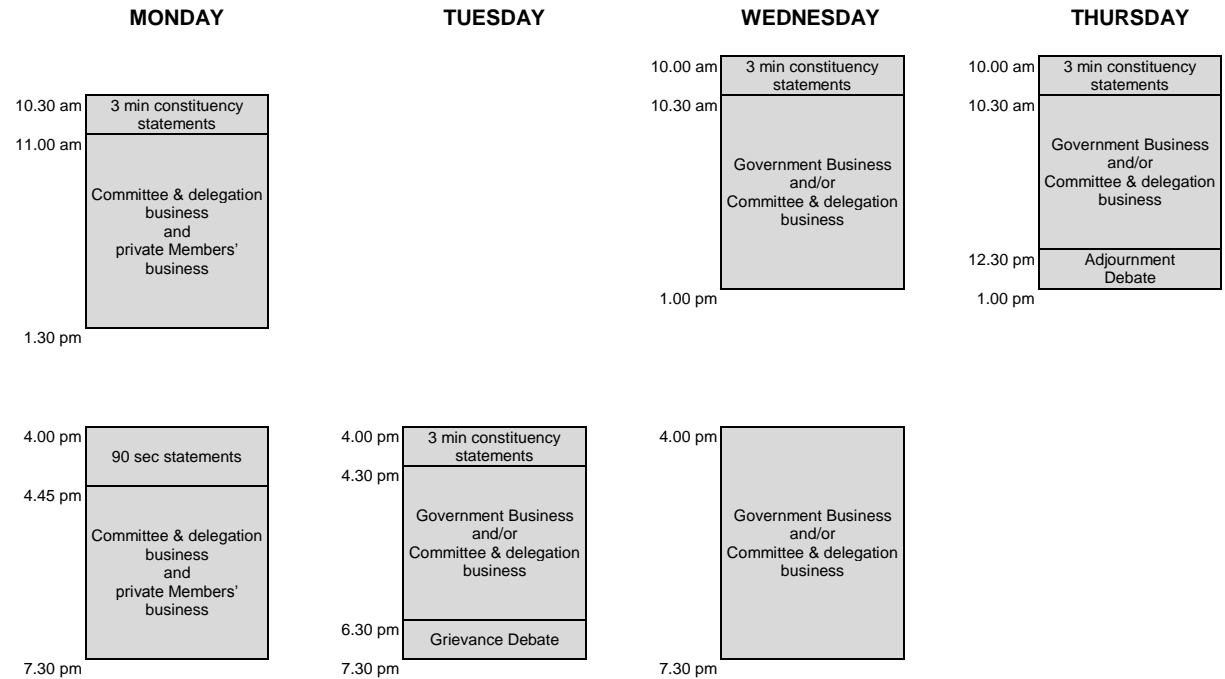 MONDAY
TUESDAY
WEDNESDAY
THURSDAY
10.30 am
3 min constituency
statements
11.00 am
Committee & delegation
business
and
private Members’
business
1.30 pm
4.00 pm
90 sec statements
4.45 pm
Committee & delegation
business
and
private Members’
business
7.30 pm
4.00 pm
3 min constituency
statements
4.30 pm
Government Business
and/or
Committee & delegation
business
6.30 pm
Grievance Debate
7.30 pm
10.00 am
3 min constituency
statements
10.30 am
Government Business
and/or
Committee & delegation
business
1.00 pm
4.00 pm
Government Business
and/or
Committee & delegation
business
7.30 pm
10.00 am
3 min constituency
statements
10.30 am
Government Business
and/or
Committee & delegation
business
12.30 pm
Adjournment
Debate
1.00 pm